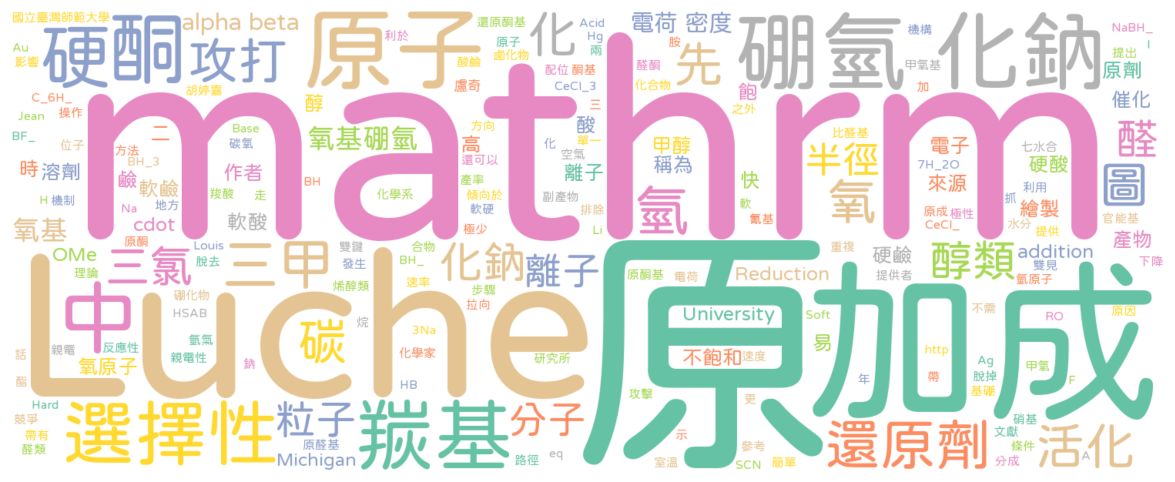 國立臺灣師範大學
alpha beta
還原酮基
利於
原子
化
Acid
Hg
兩
電荷
密度
機構
NaBH_
I
Au
影響
硬酮
攻打
原子
酸鹼
鹵化物
配位
酮基
胺
醛酮
先
硼氫化鈉
甲氧基
提出
原劑
胡婷嘉
盧奇
CeCl_3
化合物
飽
加
C_6H_
操作
Jean
醇
三
之外
催化
mathrm
BF_
位子
二
方法
Base
碳氧
氧基硼氫
方向
高
單一
酸
甲醇
比醛基
電子
醛
時
溶劑
BH_3
鹼
作者
還可以
化
空氣
稱為
半徑
七水合
硬酸
軟鹼
BH
離子
快
7H_2O
來源
圖
H
機制
Na
地方
羧酸
走
化學系
產率
傾向於
副產物
氫
軟
氧
抓
利用
繪製
官能基
氧基
cdot
軟酸
軟硬
排除
氰基
原成
極性
水分
原酮
極少
Li
CeCl_
提供
產物
OMe
三氯
Louis
脫去
三甲
雙鍵
發生
合物
化鈉
離子
重複
硬鹼
醇類
addition
雙見
下降
理論
BH_
原酮基
電荷
Reduction
提供者
氫原子
Luche
原加成
中
硼化物
HSAB
烯醇類
速率
步驟
拉向
University
Soft
不需
RO
原因
親電
反應性
氫氣
親電性
碳
烷
3Na
易
話
酯
氧原子
鈉
化學家
研究所
不飽和
速度
http
Ag
脫掉
甲氧
HB
年
帶
基硼
F
Hard
競爭
帶有
醛類
選擇性
粒子
原醛基
Michigan
羰基
分子
路徑
eq
攻擊
更
示
室溫
參考
SCN
簡單
還原劑
硝基
文獻
條件
分成
活化
A